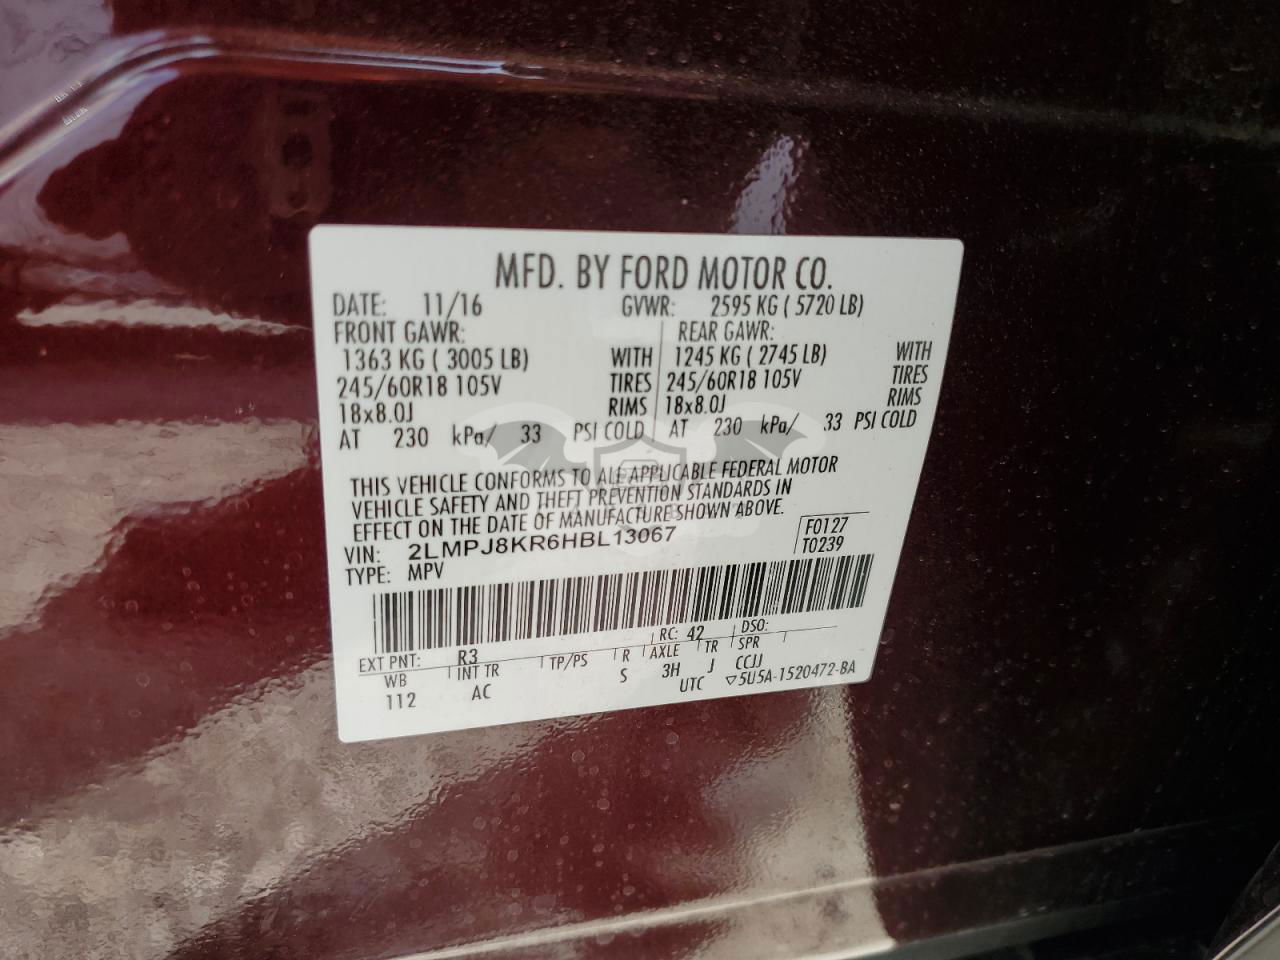 MFD. BY FORD MOTOR CO.
DATE: 11/16 GVWR: 2595 KG ( 5720 LB)
FRONT GAWR: REAR GAWR:
1363 KG ( 3005 LB) WITH 1245 KG ( 2745 LB) WITH
245/60R18 105V TIRES 245/60R18 105V TIRES
18x8.0J RIMS 18x8.0J RIMS
AT 230 kPa/ 33 PSI COLD AT 230 kPa/ 33 PSI COLD
THIS VEHICLE CONFORMS TO ALL APPLICABLE FEDERAL MOTOR
VEHICLE SAFETY AND THEFT PREVENTION STANDARDS IN
EFFECT ON THE DATE OF MANUFACTURE SHOWN ABOVE.
VIN: 2LMPJ8KR6HBL13067 F0127
TYPE: MPV T0239
EXT PNT: R3 RC: 42 DSO:
WB INT TR TP/PS R AXLE TR SPR
112 AC S 3H J CCJJ
UTC ▽5U5A-1520472-BA